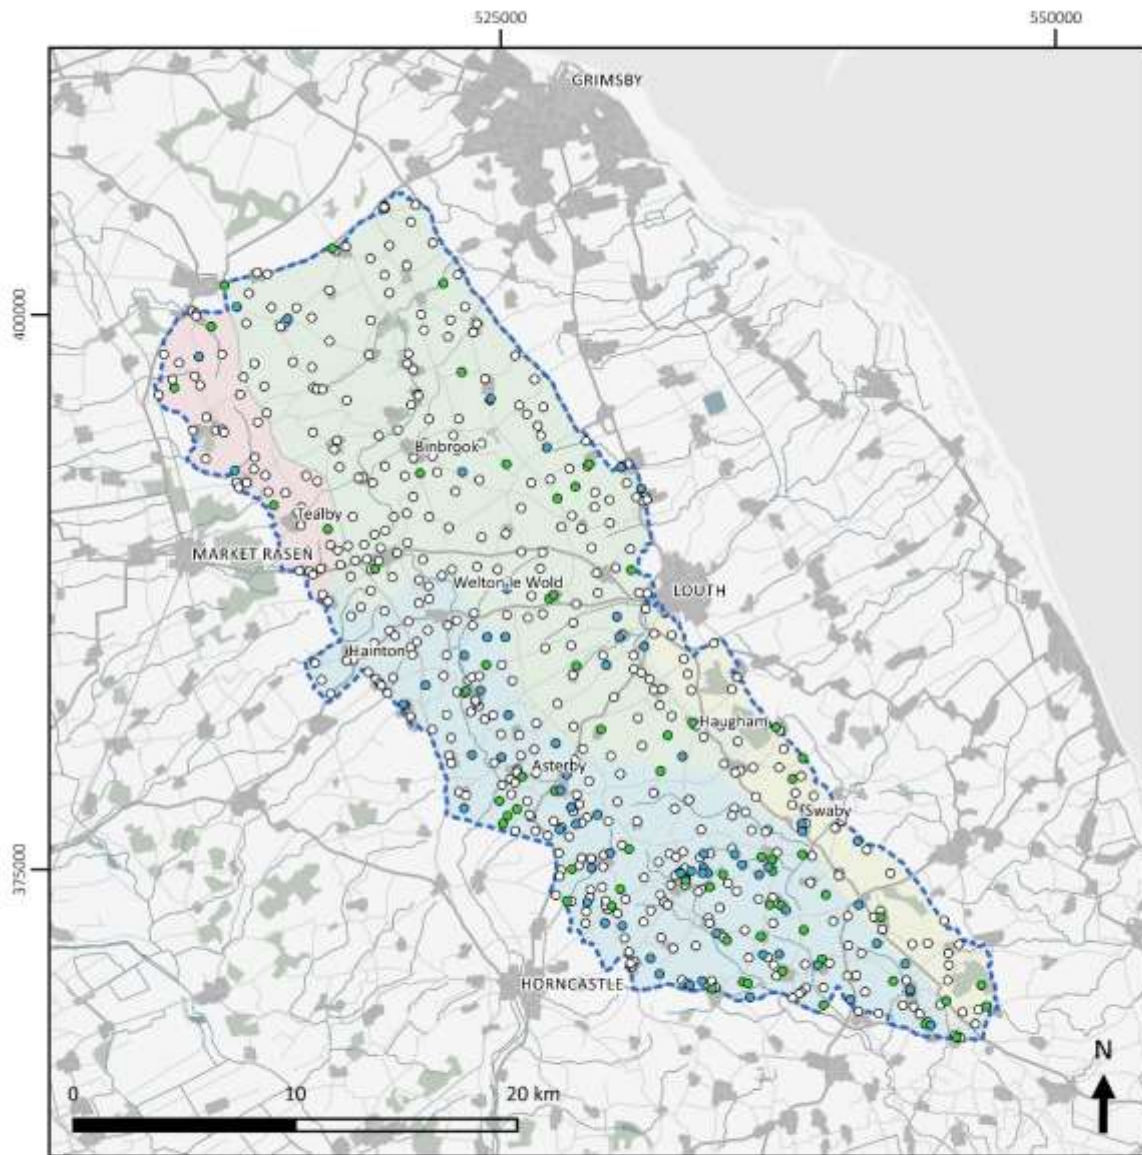 525000
550000
GRIMSBY
400000
Binbrook
Tealby
MARKET RASEN
Welton le Wold
LOUTH
Hainton
Haugham
Asterby
Swaby
375000
HORNCASTLE
N
0
10
20 km